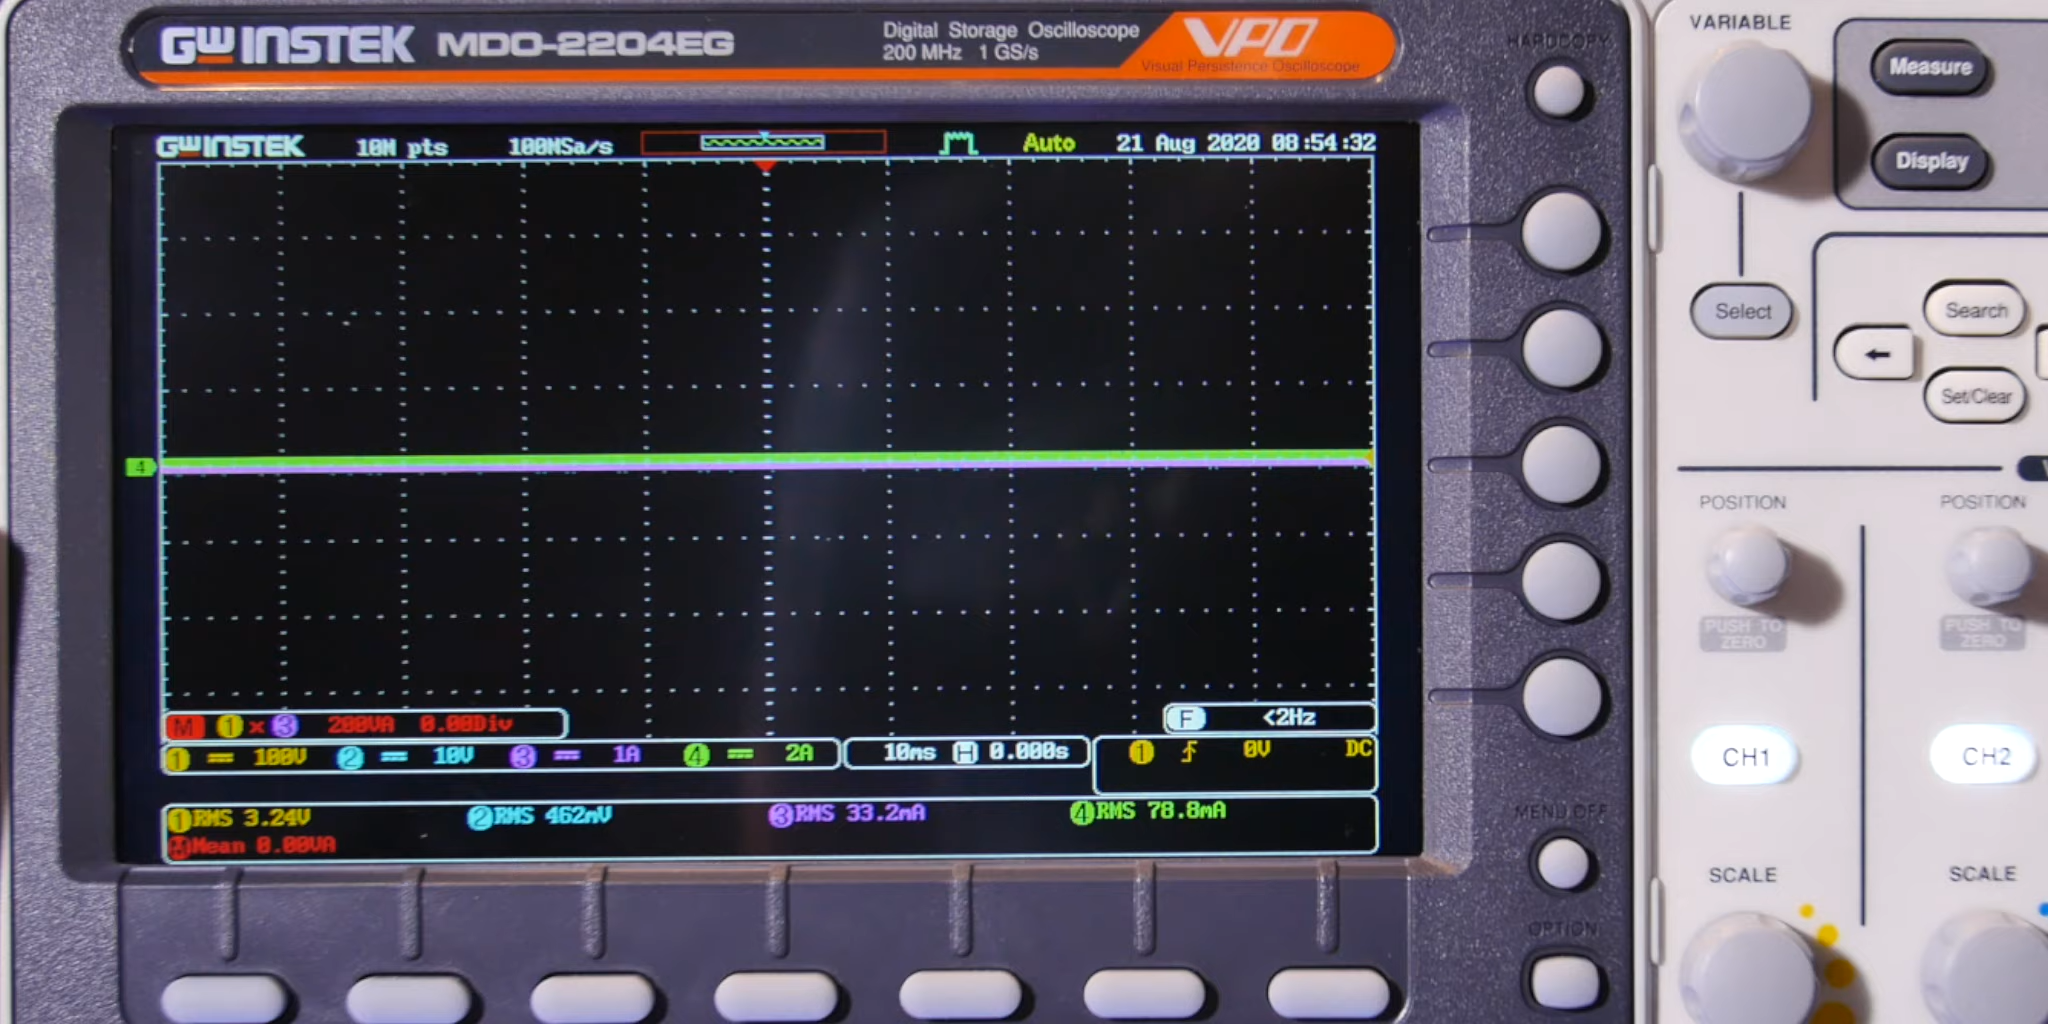 GWINSTEK MDO-2204EG
Digital Storage Oscilloscope
200 MHz 1 GS/s
VPO
Visual Persistence Oscilloscope
HARDCOPY
VARIABLE
Measure
Display
Select
Search
Set/Clear
GWINSTEK 10M pts 100MSa/s Auto 21 Aug 2020 08:54:32
4
M 1 x 3 200VA 0.00Div
F <2Hz
1 100V 2 10V 3 1A 4 2A 10ms H 0.000s 1 0V DC
1 RMS 3.24V 2 RMS 462mV 3 RMS 33.2mA 4 RMS 78.8mA
M Mean 0.00VA
POSITION POSITION
PUSH TO ZERO PUSH TO ZERO
CH1 CH2
MENU OFF
SCALE SCALE
OPTION